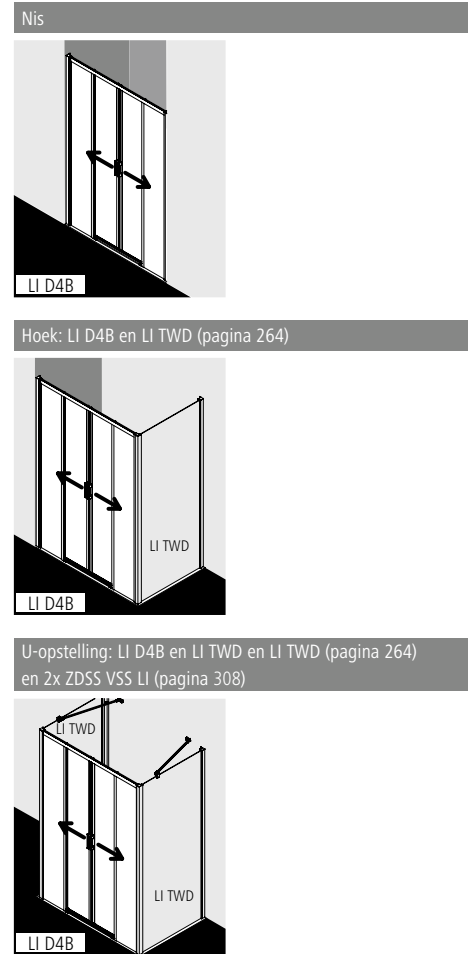 Nis
LI D4B
Hoek: LI D4B en LI TWD (pagina 264)
LI TWD
LI D4B
U-opstelling: LI D4B en LI TWD en LI TWD (pagina 264)
en 2x ZDSS VSS LI (pagina 308)
LI TWD
LI TWD
LI D4B